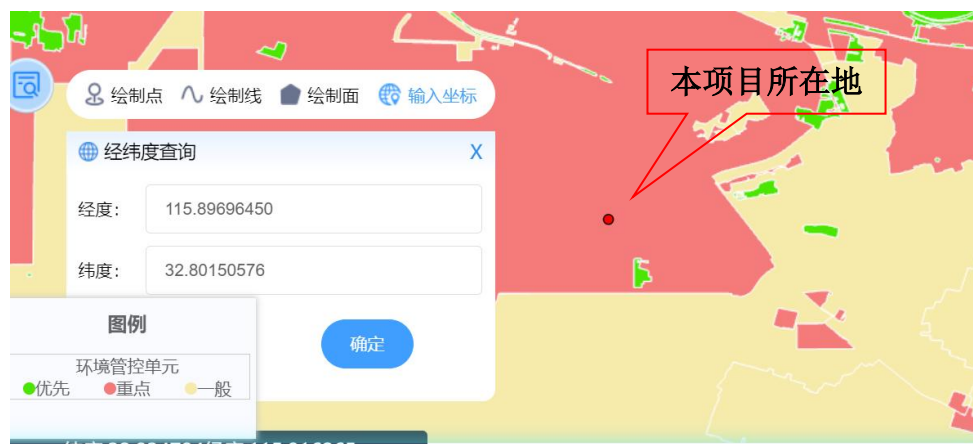 本项目所在地
绘制点 绘制线 绘制面 输入坐标
经纬度查询 X
经度： 115.89696450
纬度： 32.80150576
确定
图例
环境管控单元
优先 重点 一般